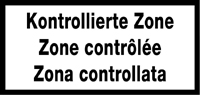 Kontrollierte Zone
Zone contrôlée
Zona controllata